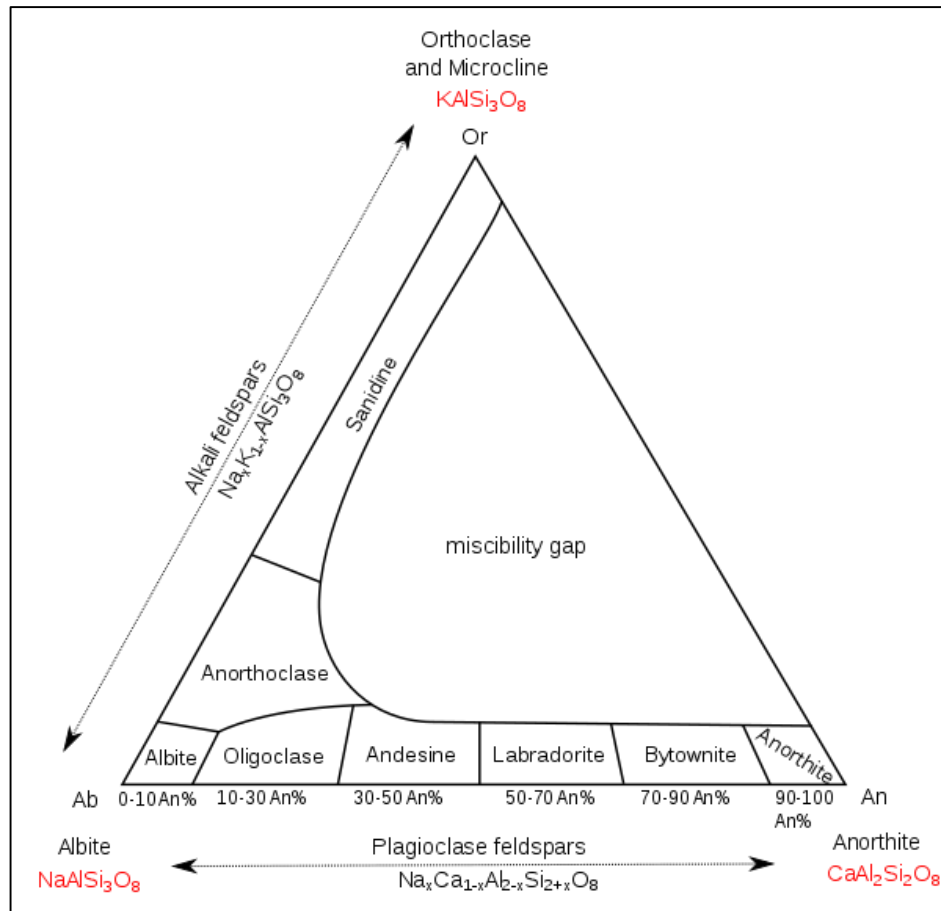 Orthoclase
and Microcline
KAlSi₃O₈
Or
Alkali feldspars
NaₓK₁₋ₓAlSi₃O₈
Sanidine
miscibility gap
Anorthoclase
Albite
Oligoclase
Andesine
Labradorite
Bytownite
Anorthite
Ab
0-10 An%
10-30 An%
30-50 An%
50-70 An%
70-90 An%
90-100
An%
An
Albite
NaAlSi₃O₈
Plagioclase feldspars
NaₓCa₁₋ₓAl₂₋ₓSi₂₊ₓO₈
Anorthite
CaAl₂Si₂O₈